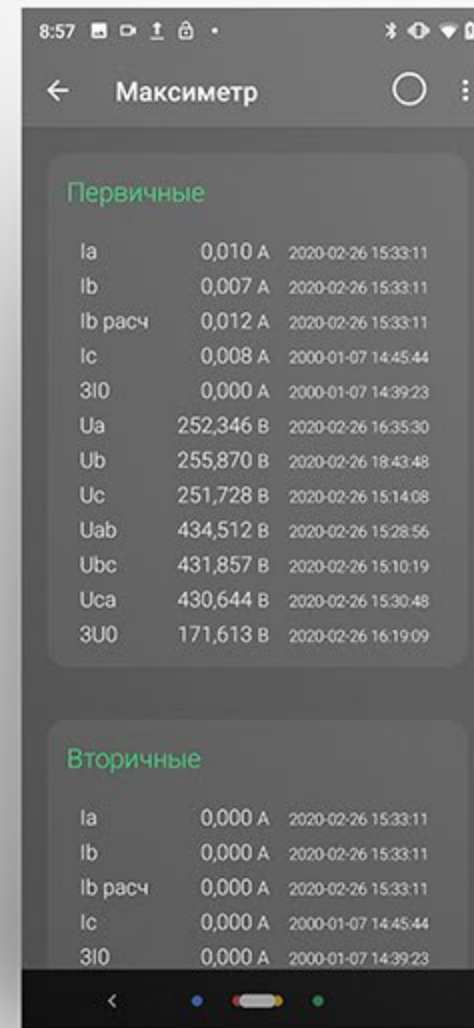 8:57
Максиметр
Первичные
Ia 0,010 А 2020-02-26 15:33:11
Ib 0,007 А 2020-02-26 15:33:11
Ib расч 0,012 А 2020-02-26 15:33:11
Ic 0,008 А 2000-01-07 14:45:44
3I0 0,000 А 2000-01-07 14:39:23
Ua 252,346 В 2020-02-26 16:35:30
Ub 255,870 В 2020-02-26 18:43:48
Uc 251,728 В 2020-02-26 15:14:08
Uab 434,512 В 2020-02-26 15:28:56
Ubc 431,857 В 2020-02-26 15:10:19
Uca 430,644 В 2020-02-26 15:30:48
3U0 171,613 В 2020-02-26 16:19:09
Вторичные
Ia 0,000 А 2020-02-26 15:33:11
Ib 0,000 А 2020-02-26 15:33:11
Ib расч 0,000 А 2020-02-26 15:33:11
Ic 0,000 А 2000-01-07 14:45:44
3I0 0,000 А 2000-01-07 14:39:23